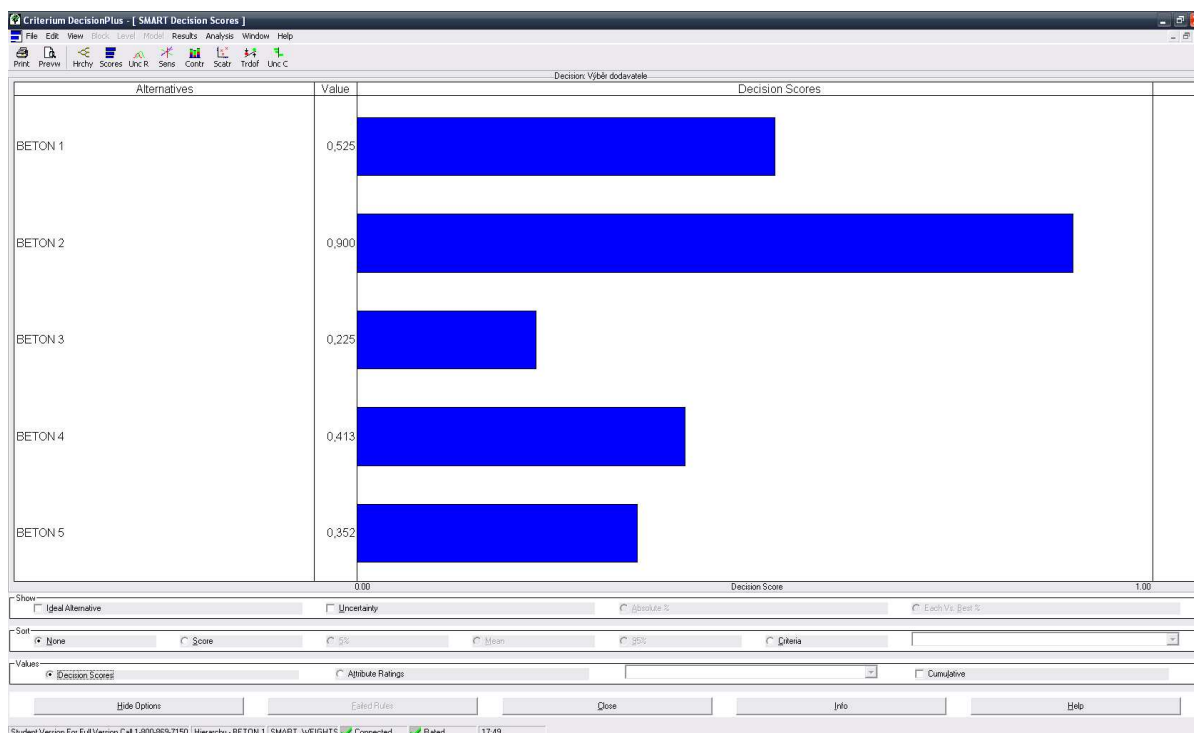 Criterium DecisionPlus - [ SMART Decision Scores ]
File Edit View Block Level Model Results Analysis Window Help
Print Prevw Hrchy Scores Unc R Sens Contr Scatr Trdof Unc C
Decision: Výběr dodavatele
Alternatives Value Decision Scores
BETON 1 0,525
BETON 2 0,900
BETON 3 0,225
BETON 4 0,413
BETON 5 0,352
0.00 Decision Score 1.00
Show
Ideal Alternative Uncertainty Absolute % Each Vs. Best %
Sort
None Score 5% Mean 95% Criteria
Values
Decision Scores Attribute Ratings Cumulative
Hide Options Failed Rules Close Info Help
Student Version For Full Version Call 1-800-869-7150 Hierarchy - BETON 1 SMART WEIGHTS Connected Rated 17:49